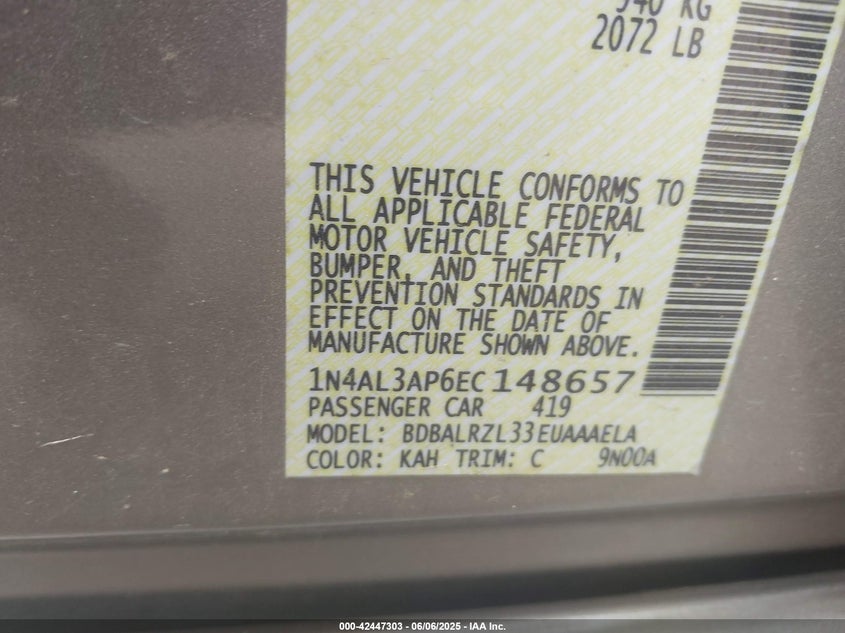 940 KG
2072 LB
THIS VEHICLE CONFORMS TO
ALL APPLICABLE FEDERAL
MOTOR VEHICLE SAFETY,
BUMPER, AND THEFT
PREVENTION STANDARDS IN
EFFECT ON THE DATE OF
MANUFACTURE SHOWN ABOVE.
1N4AL3AP6EC148657
PASSENGER CAR 419
MODEL: BDBALRZL33EUAAAELA
COLOR: KAH TRIM: C 9N00A
000-42447303 - 06/06/2025 - IAA Inc.